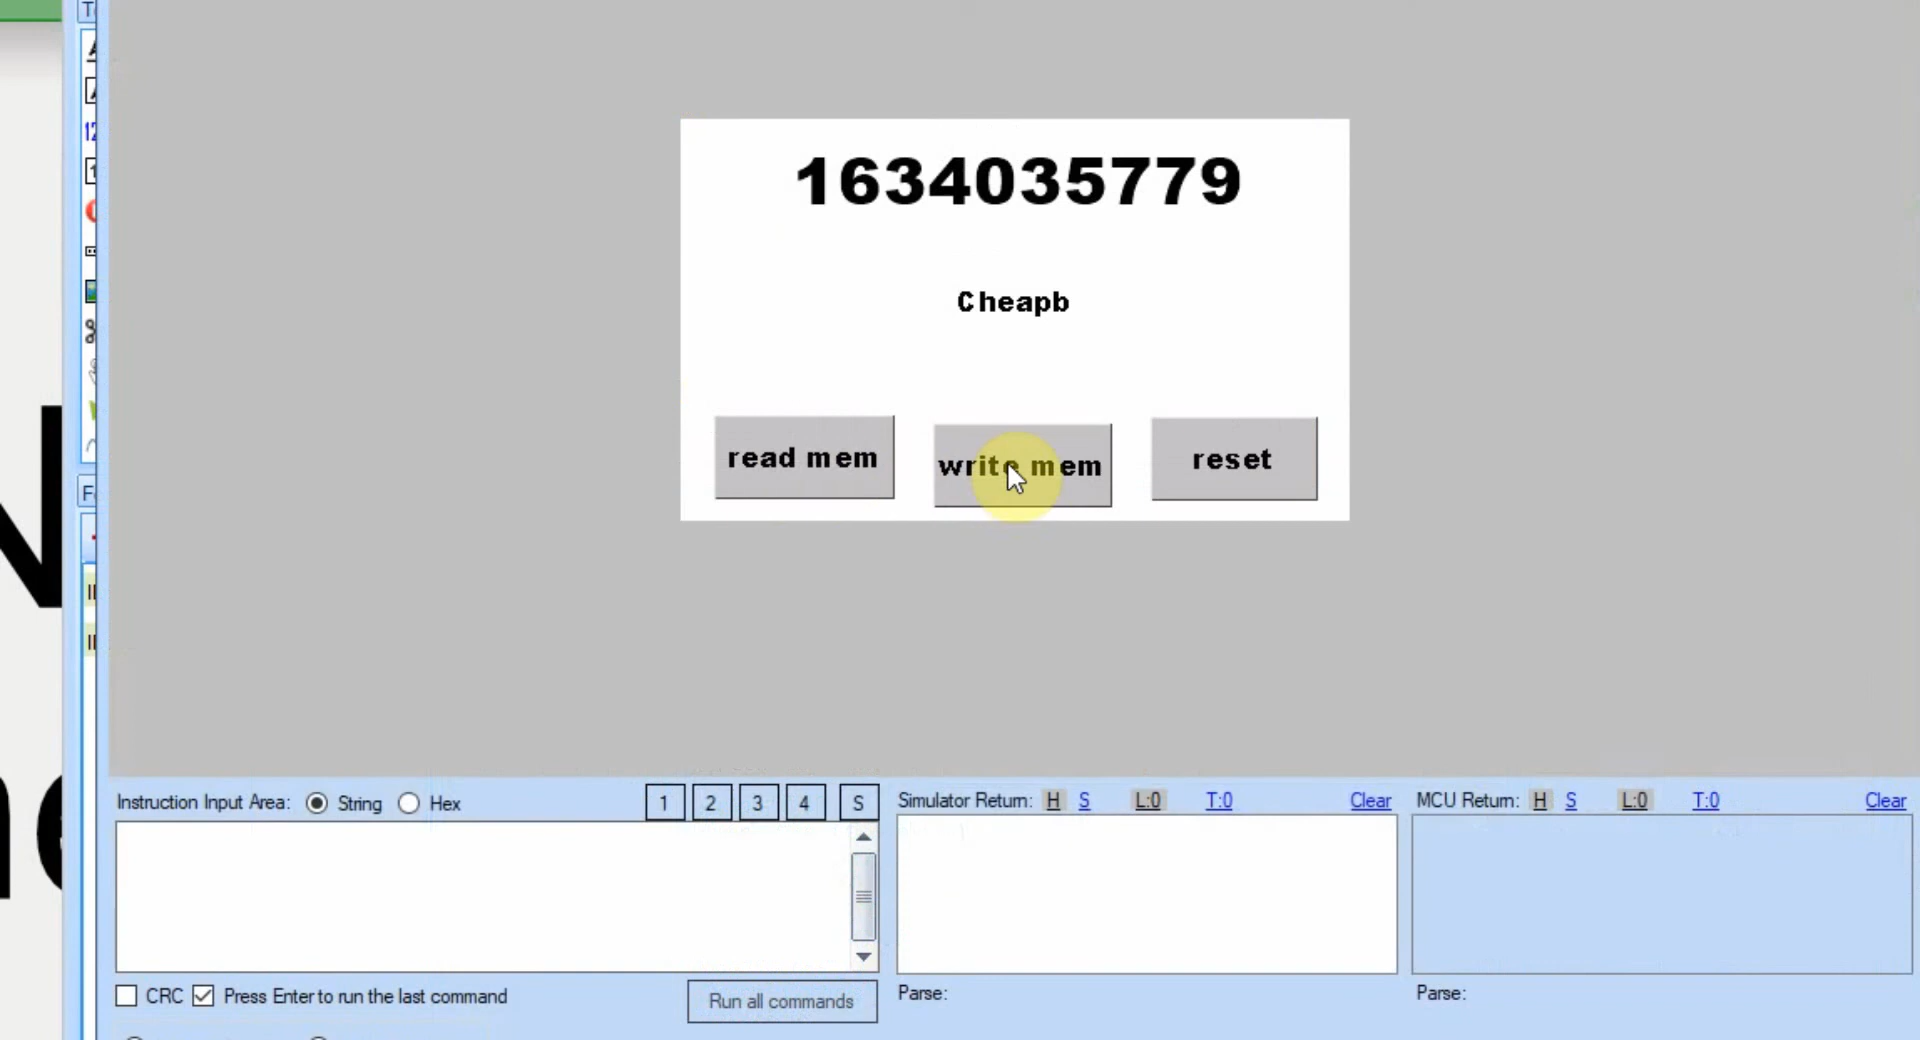 1634035779
Cheapb
read mem
write mem
reset
Instruction Input Area: String Hex
1 2 3 4 S
Simulator Return: H S L:0 T:0 Clear
MCU Return: H S L:0 T:0 Clear
CRC Press Enter to run the last command
Run all commands
Parse:
Parse: